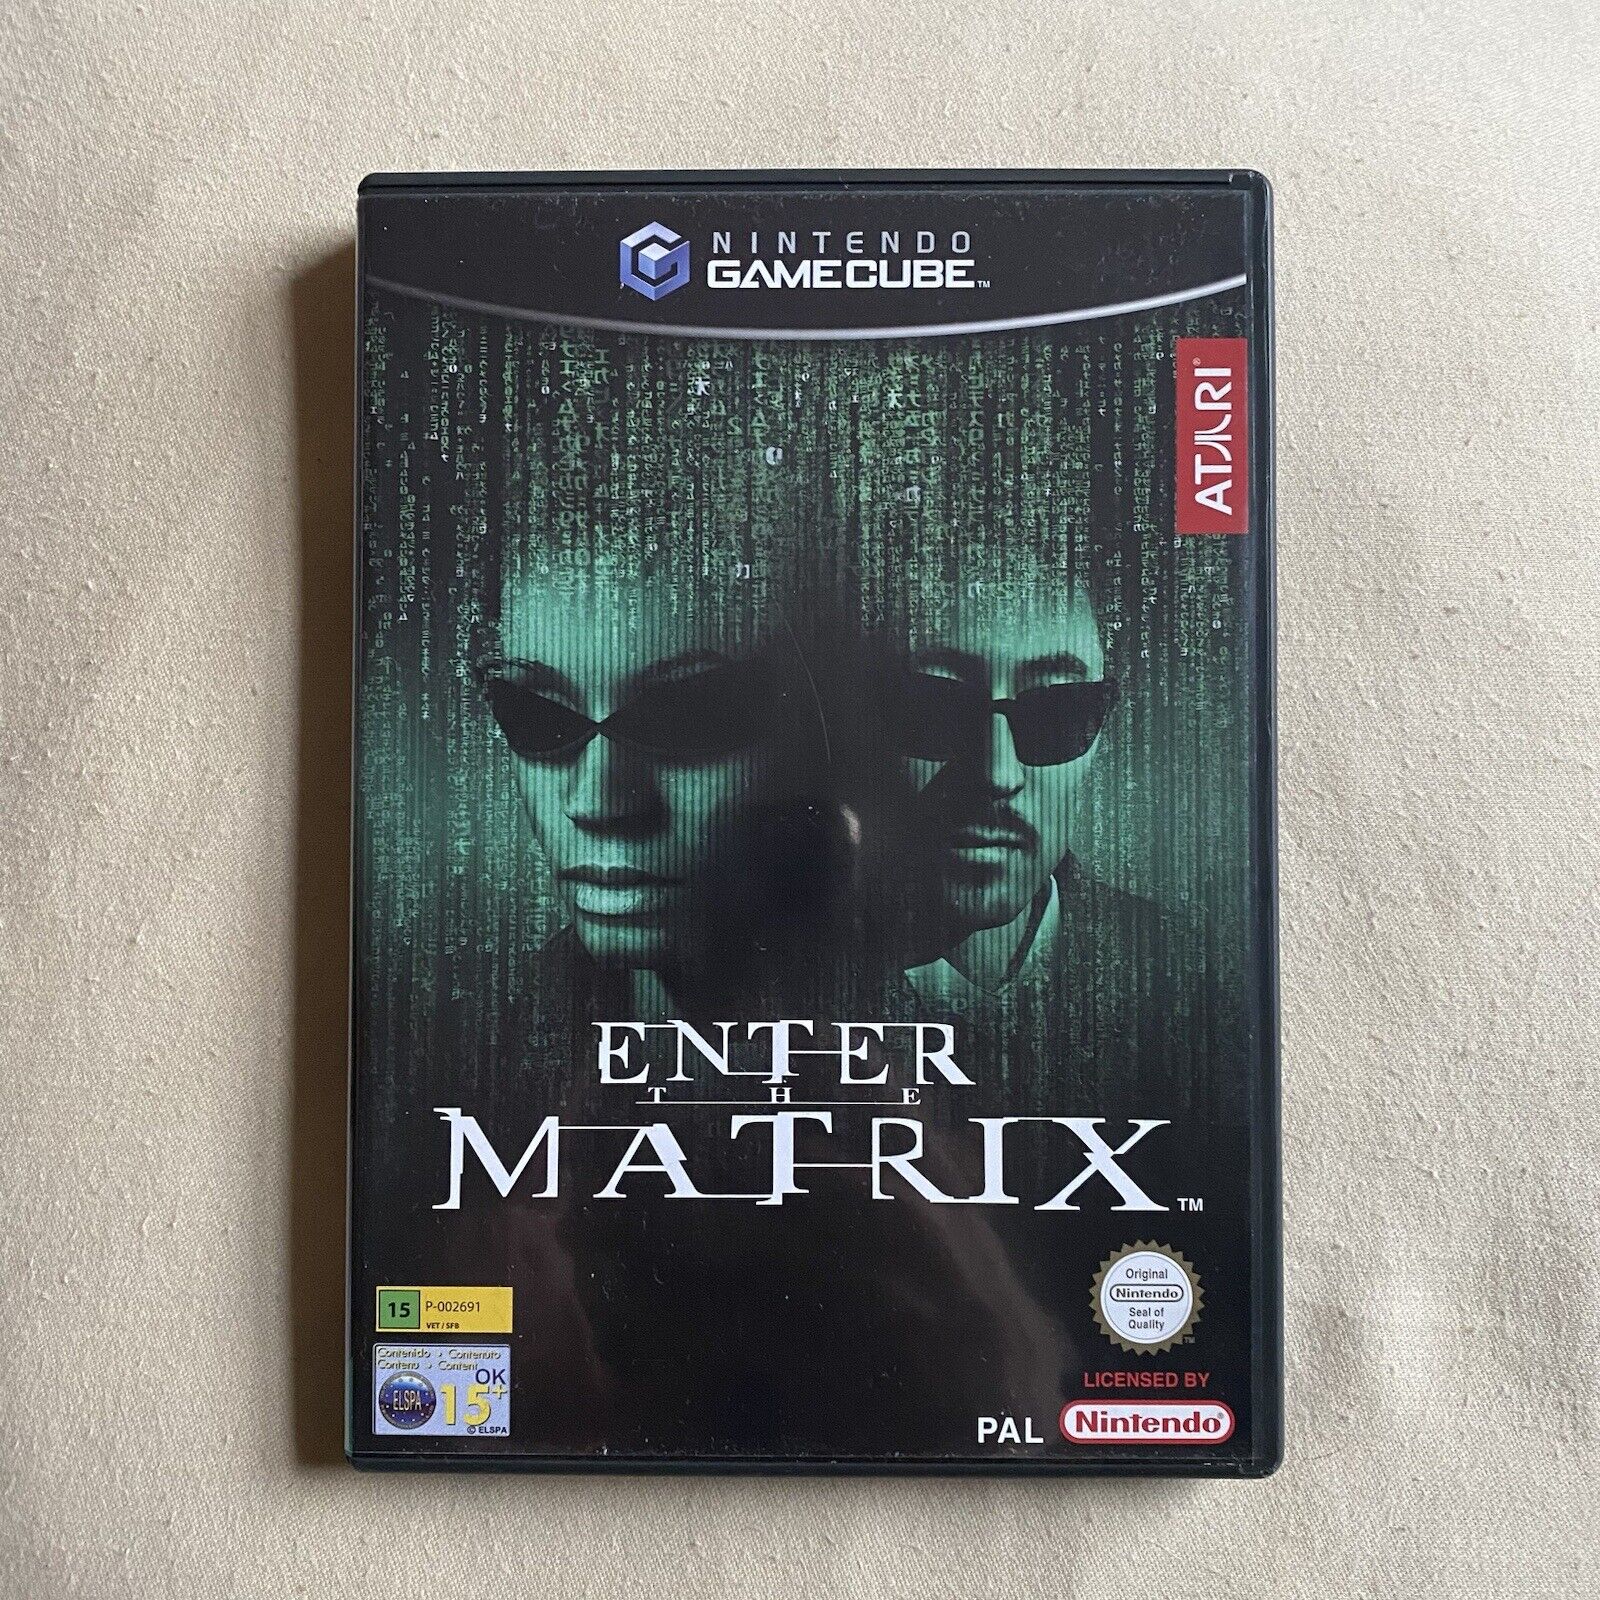 NINTENDO
GAMECUBE™
ATARI®
ENTER
THE
MATRIX™
15 P-002691
VET / SFB
Contenido • Contenuto
Contenu • Content
OK
ELSPA 15+
© ELSPA
Original
Nintendo
Seal of
Quality
TM
LICENSED BY
PAL Nintendo®